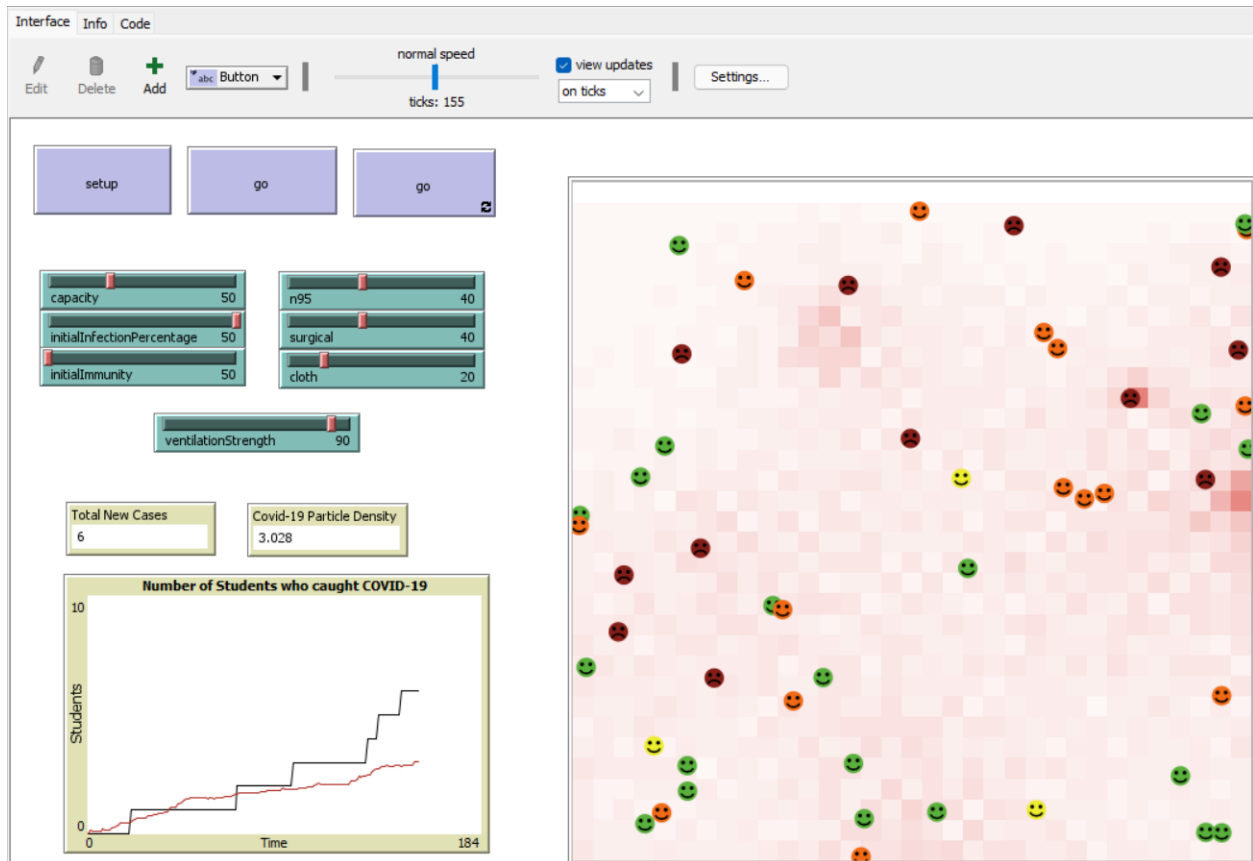 Interface Info Code
normal speed
view updates
Edit Delete Add abc Button
on ticks
Settings...
ticks: 155
setup go go
capacity 50
initialInfectionPercentage 50
initialImmunity 50
n95 40
surgical 40
cloth 20
ventilationStrength 90
Total New Cases
6
Covid-19 Particle Density
3.028
Number of Students who caught COVID-19
10
Students
0
0 Time 184